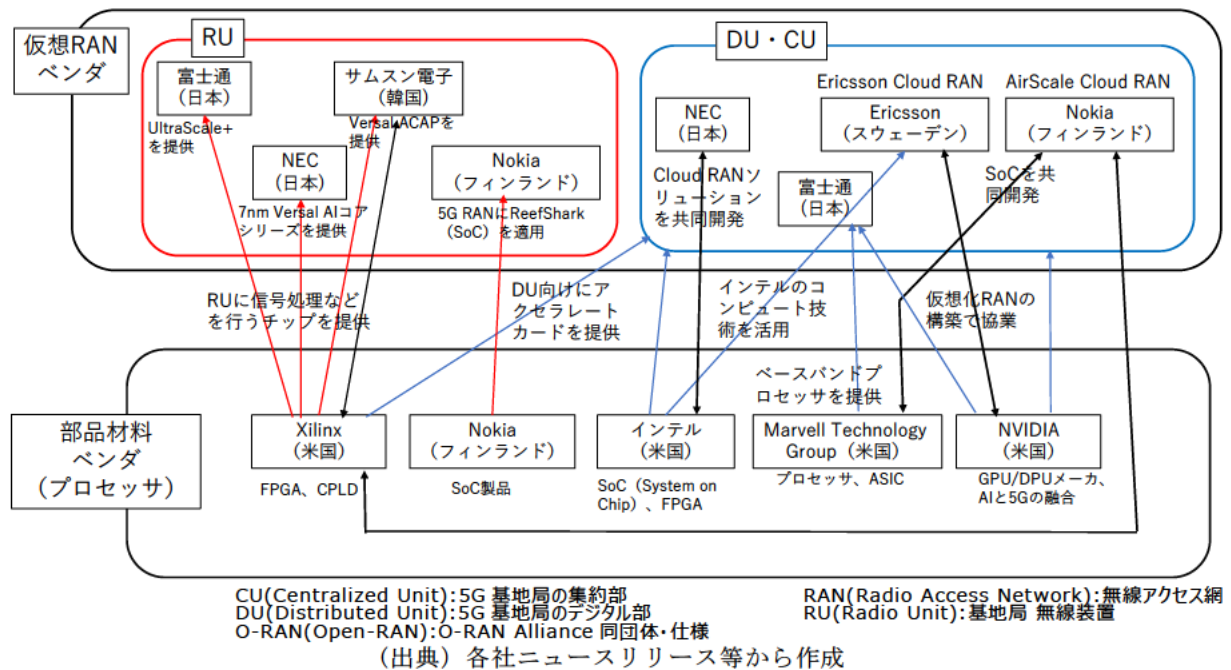 仮想RAN
ベンダ
RU
富士通
(日本)
UltraScale+
を提供
サムスン電子
(韓国)
Versal ACAPを
提供
NEC
(日本)
7nm Versal AIコア
シリーズを提供
Nokia
(フィンランド)
5G RANにReefShark
(SoC)を適用
DU・CU
NEC
(日本)
Cloud RANソ
リューション
を共同開発
Ericsson Cloud RAN
Ericsson
(スウェーデン)
富士通
(日本)
AirScale Cloud RAN
Nokia
(フィンランド)
SoCを共
同開発
RUに信号処理など
を行うチップを提供
DU向けにア
クセラレート
カードを提供
インテルのコ
ンピュート技
術を活用
仮想化RANの
構築で協業
ベースバンドプ
ロセッサを提供
部品材料
ベンダ
(プロセッサ)
Xilinx
(米国)
FPGA、CPLD
Nokia
(フィンランド)
SoC製品
インテル
(米国)
SoC(System on
Chip)、FPGA
Marvell Technology
Group(米国)
プロセッサ、ASIC
NVIDIA
(米国)
GPU/DPUメーカ、
AIと5Gの融合
CU(Centralized Unit):5G 基地局の集約部
DU(Distributed Unit):5G 基地局のデジタル部
O-RAN(Open-RAN):O-RAN Alliance 同団体・仕様
RAN(Radio Access Network):無線アクセス網
RU(Radio Unit):基地局 無線装置
(出典)各社ニュースリリース等から作成